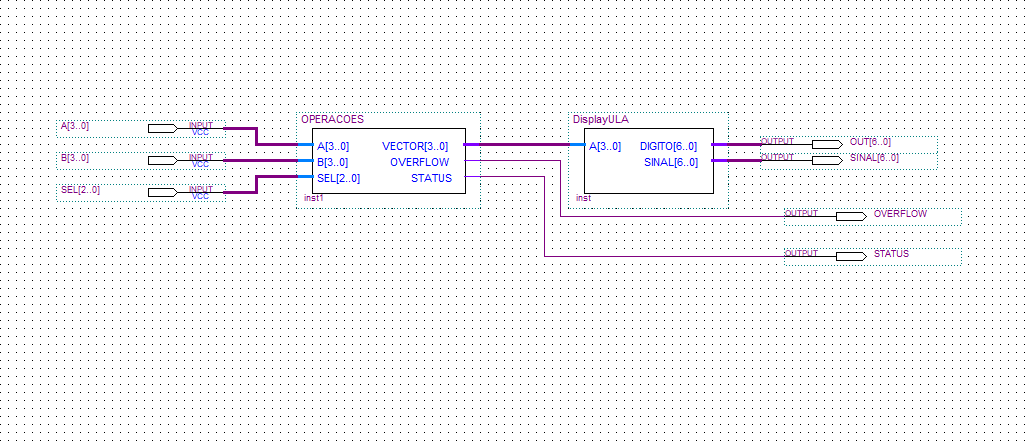 A[3..0]
INPUT
VCC
B[3..0]
INPUT
VCC
SEL[2..0]
INPUT
VCC
OPERACOES
A[3..0] VECTOR[3..0]
B[3..0] OVERFLOW
SEL[2..0] STATUS
inst1
DisplayULA
A[3..0] DIGITO[6..0]
SINAL[6..0]
inst
OUTPUT OUT[6..0]
OUTPUT SINAL[6..0]
OUTPUT OVERFLOW
OUTPUT STATUS